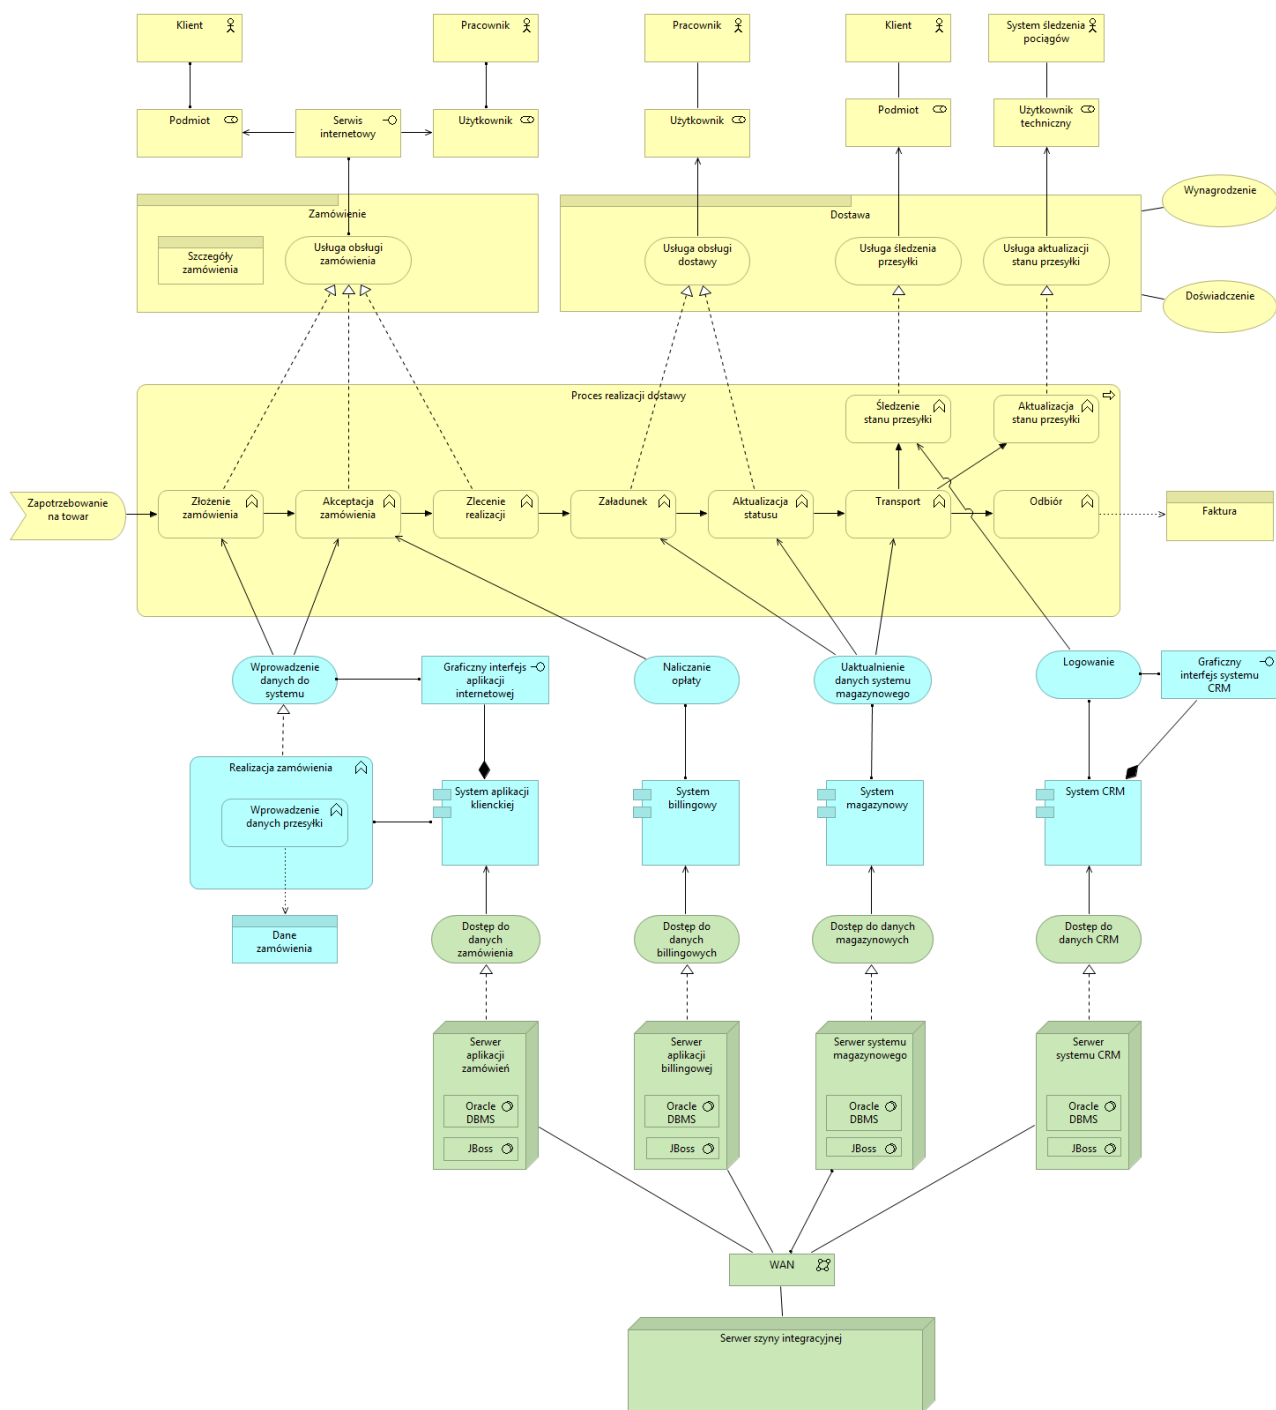 Klient
Pracownik
Pracownik
Klient
System śledzenia
pociągów
Podmiot
Serwis
internetowy
Użytkownik
Użytkownik
Podmiot
Użytkownik
techniczny
Zamówienie
Szczegóły
zamówienia
Usługa obsługi
zamówienia
Dostawa
Usługa obsługi
dostawy
Usługa śledzenia
przesyłki
Usługa aktualizacji
stanu przesyłki
Wynagrodzenie
Doświadczenie
Proces realizacji dostawy
Śledzenie
stanu przesyłki
Aktualizacja
stanu przesyłki
Zapotrzebowanie
na towar
Złożenie
zamówienia
Akceptacja
zamówienia
Zlecenie
realizacji
Załadunek
Aktualizacja
statusu
Transport
Odbiór
Faktura
Wprowadzenie
danych do
systemu
Graficzny interfejs
aplikacji
internetowej
Naliczanie
opłaty
Uaktualnienie
danych systemu
magazynowego
Logowanie
Graficzny
interfejs systemu
CRM
Realizacja zamówienia
Wprowadzenie
danych przesyłki
System aplikacji
klienckiej
System
billingowy
System
magazynowy
System CRM
Dane
zamówienia
Dostęp do
danych
zamówienia
Dostęp do
danych
billingowych
Dostęp do danych
magazynowych
Dostęp do
danych CRM
Serwer
aplikacji
zamówień
Oracle
DBMS
JBoss
Serwer
aplikacji
billingowej
Oracle
DBMS
JBoss
Serwer systemu
magazynowego
Oracle
DBMS
JBoss
Serwer
systemu CRM
Oracle
DBMS
JBoss
WAN
Serwer szyny integracyjnej